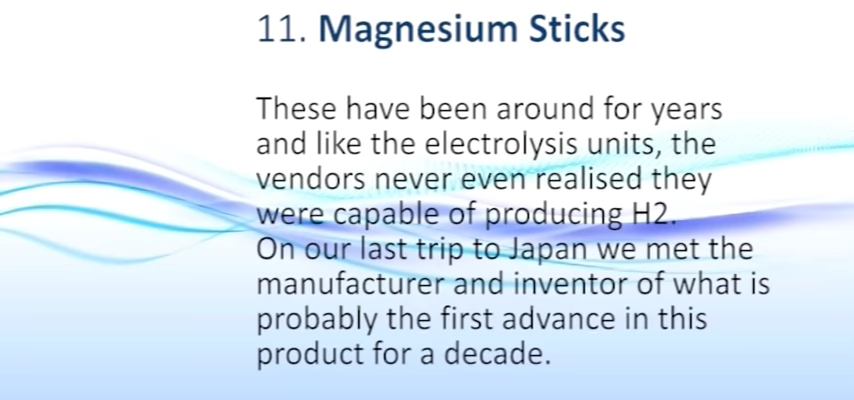 11. Magnesium Sticks
These have been around for years
and like the electrolysis units, the
vendors never even realised they
were capable of producing H2.
On our last trip to Japan we met the
manufacturer and inventor of what is
probably the first advance in this
product for a decade.